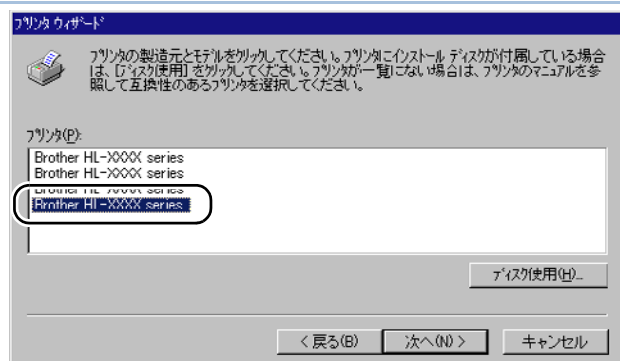 プリンタ ウィザード
プリンタの製造元とモデルをクリックしてください。プリンタにインストール ディスクが付属している場合
は、[ディスク使用] をクリックしてください。プリンタが一覧にない場合は、プリンタのマニュアルを参
照して互換性のあるプリンタを選択してください。
プリンタ(P):
Brother HL-XXXX series
Brother HL-XXXX series
Brother HL-XXXX series
Brother HL-XXXX series
ディスク使用(H)...
< 戻る(B)
次へ(N) >
キャンセル